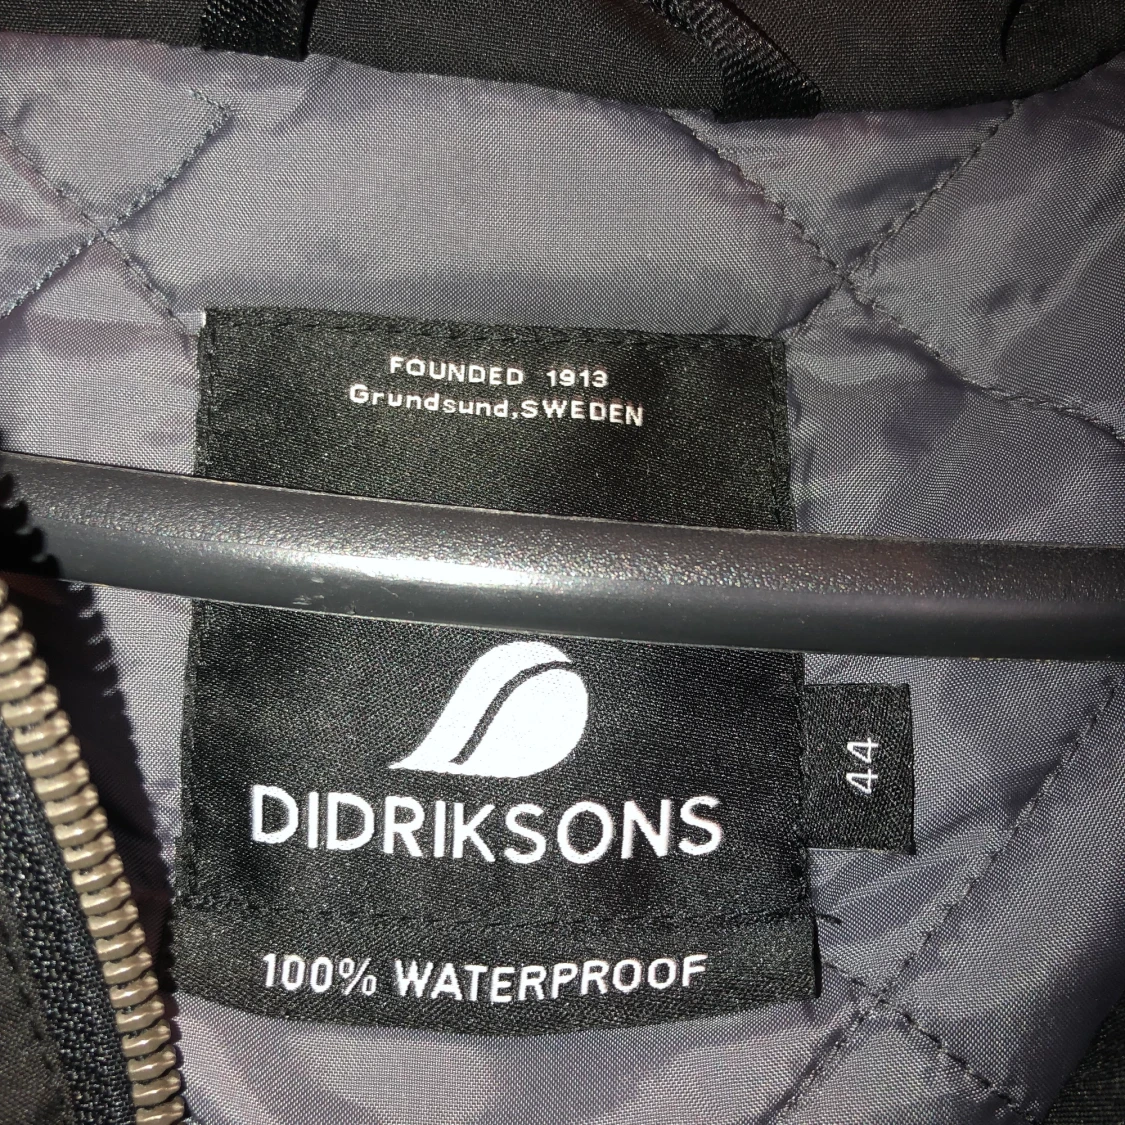 FOUNDED 1913
Grundsund,SWEDEN
DIDRIKSONS
44
100% WATERPROOF